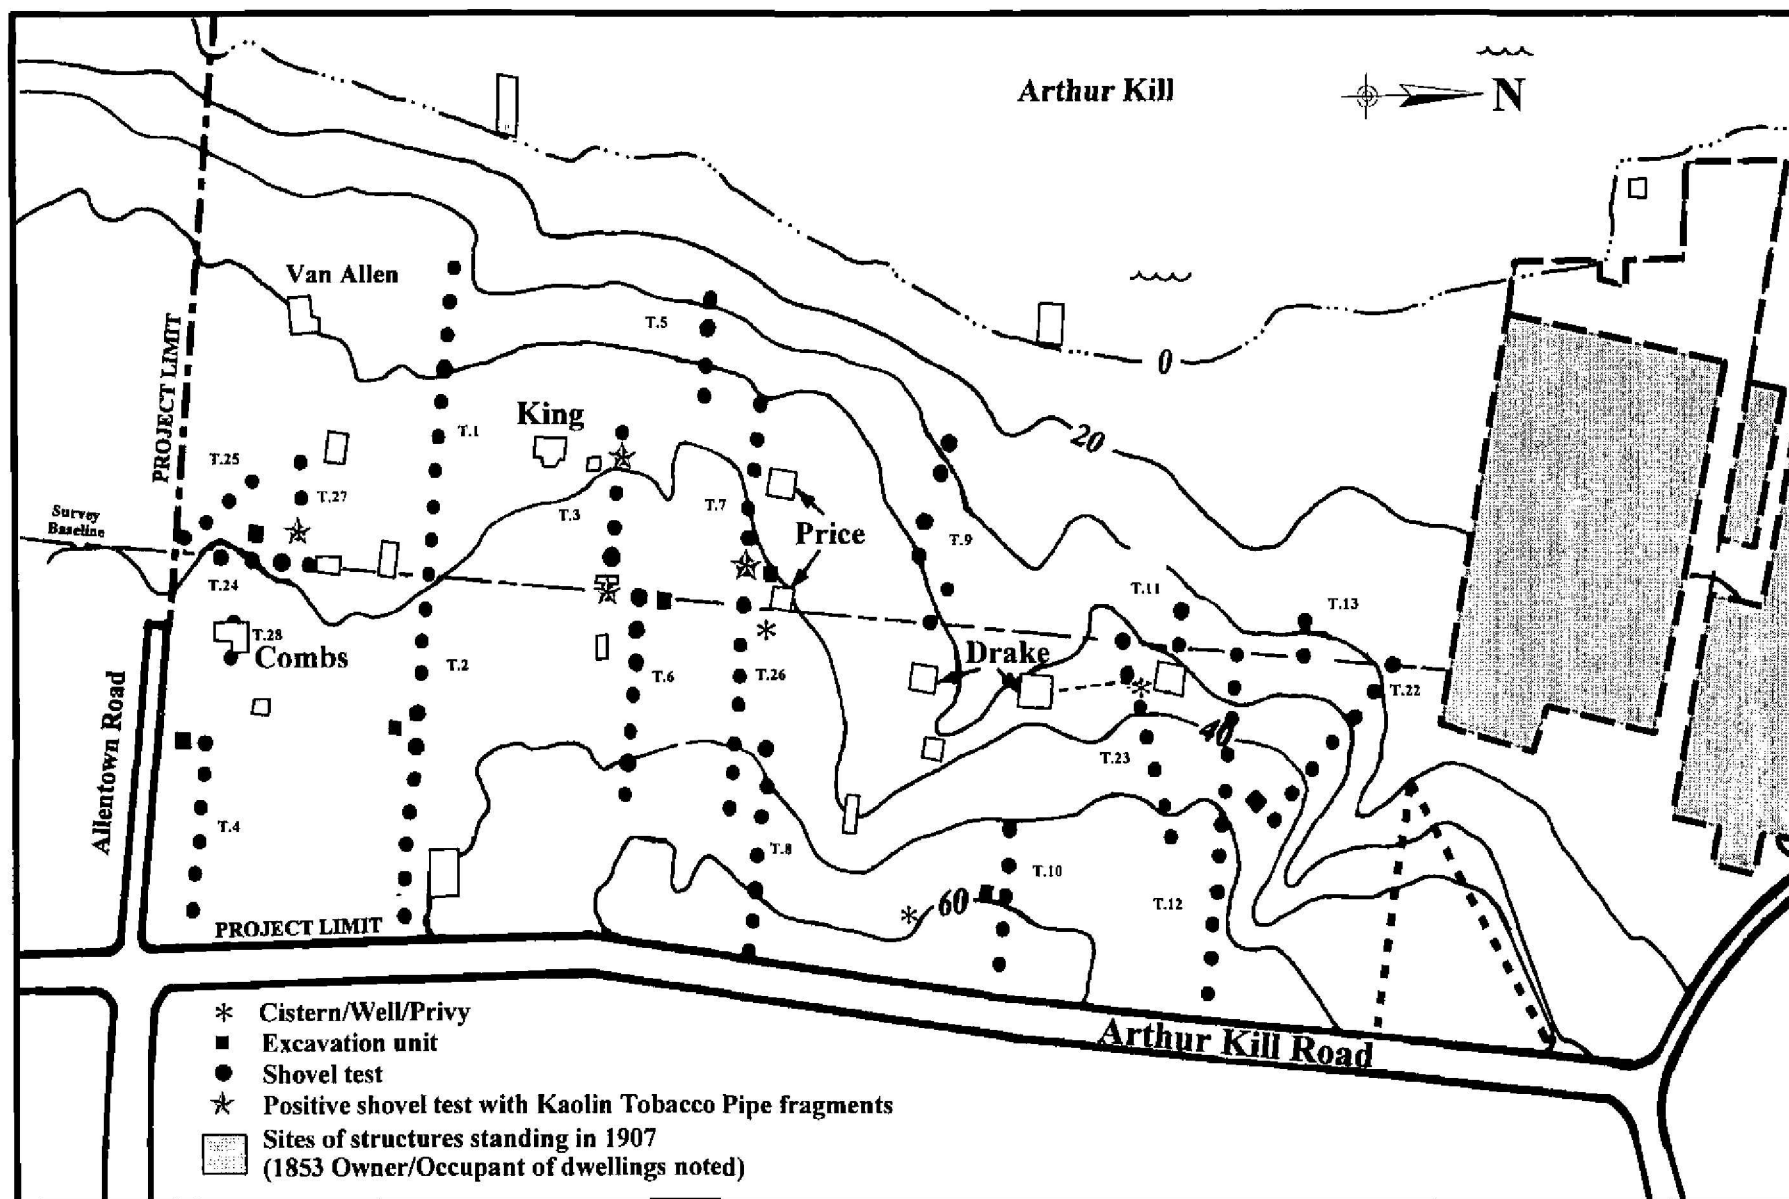 Arthur Kill
N
Van Allen
T.5
PROJECT LIMIT
0
King
T.1
20
T.25
T.27
Survey
Baseline
T.3
T.7
Price
T.9
T.24
T.11
T.13
T.28
Combs
T.2
T.6
T.26
Drake
T.22
40
T.23
Allentown Road
T.4
T.8
T.10
T.12
60
PROJECT LIMIT
Arthur Kill Road
Cistern/Well/Privy
Excavation unit
Shovel test
Positive shovel test with Kaolin Tobacco Pipe fragments
Sites of structures standing in 1907
(1853 Owner/Occupant of dwellings noted)